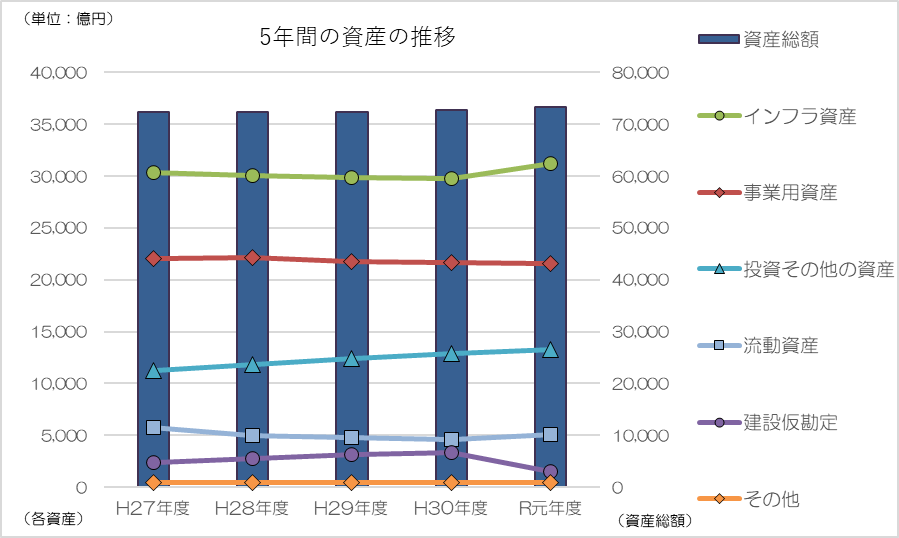 （単位：億円）
5年間の資産の推移
資産総額
40,000
35,000
30,000
25,000
20,000
15,000
10,000
5,000
0
80,000
70,000
60,000
50,000
40,000
30,000
20,000
10,000
0
インフラ資産
事業用資産
投資その他の資産
流動資産
建設仮勘定
その他
H27年度 H28年度 H29年度 H30年度 R元年度
（各資産）
（資産総額）